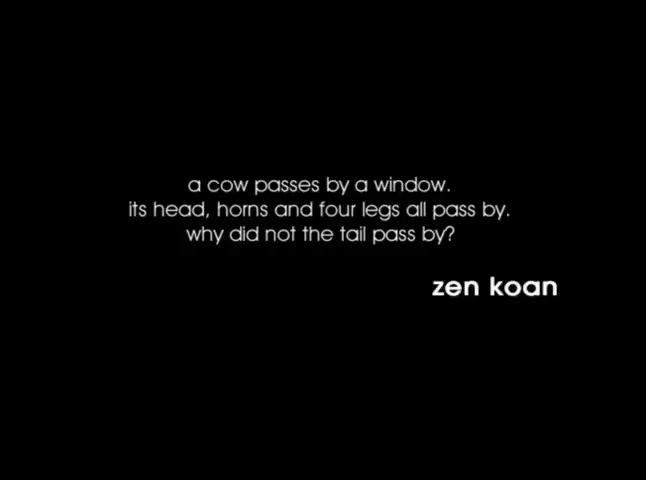 a cow passes by a window.
its head, horns and four legs all pass by.
why did not the tail pass by?
zen koan